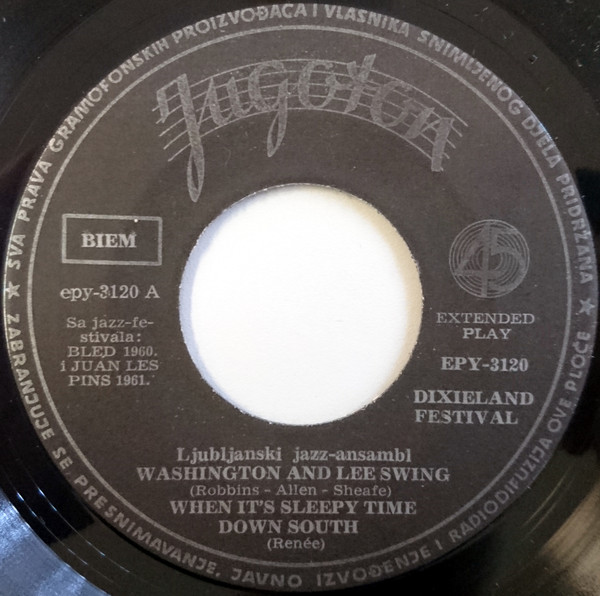 SVA PRAVA GRAMOFONSKIH PROIZVOĐAČA I VLASNIKA SNIMLJENOG DJELA PRIDRŽANA
Jugoton
BIEM
epy-3120 A
Sa jazz-fe-
stivala:
BLED 1960.
i JUAN LES
PINS 1961.
45
EXTENDED
PLAY
EPY-3120
DIXIELAND
FESTIVAL
Ljubljanski jazz-ansambl
WASHINGTON AND LEE SWING
(Robbins - Allen - Sheafe)
WHEN IT'S SLEEPY TIME
DOWN SOUTH
(Renée)
★ ZABRANJUJE SE PRESNIMAVANJE, JAVNO IZVOĐENJE I RADIODIFUZIJA OVE PLOČE ★